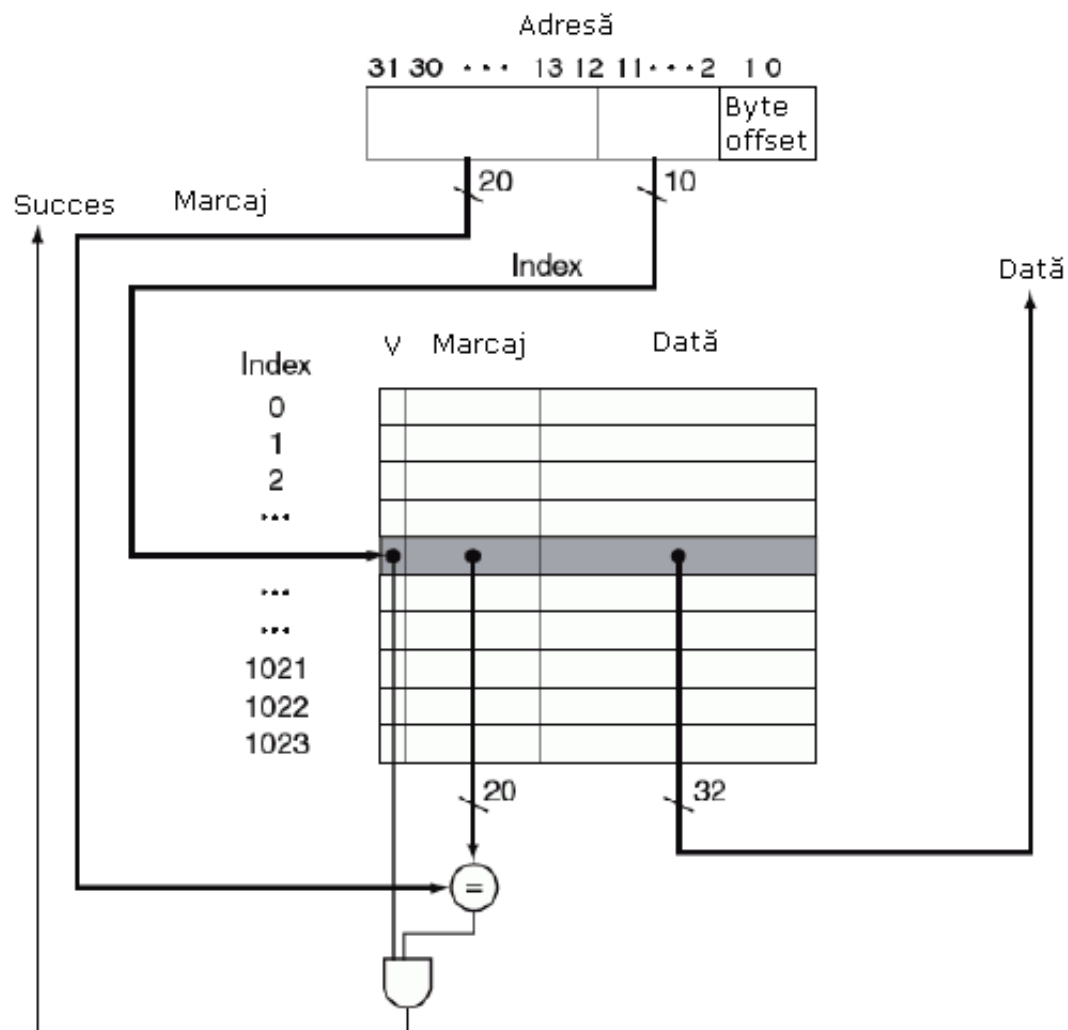 Adresă
31 30 ··· 13 12 11···2 1 0
Byte
offset
20
10
Succes
Marcaj
Index
Dată
V
Marcaj
Dată
Index
0
1
2
···
···
···
1021
1022
1023
20
32
=